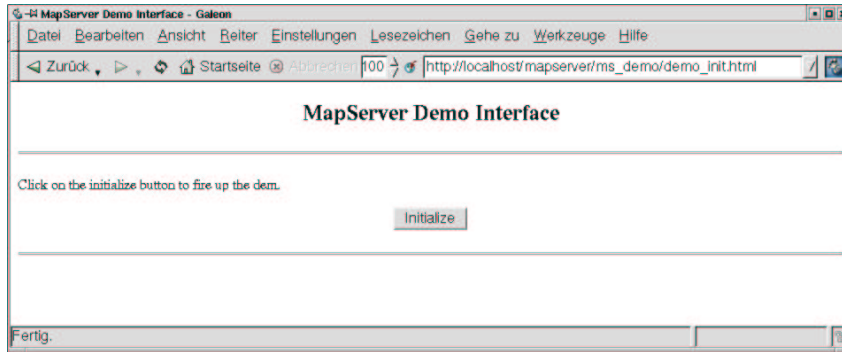 MapServer Demo Interface - Galeon
Datei Bearbeiten Ansicht Reiter Einstellungen Lesezeichen Gehe zu Werkzeuge Hilfe
Zurück Startseite Abbrechen 100 http://localhost/mapserver/ms_demo/demo_init.html
MapServer Demo Interface
Click on the initialize button to fire up the dem.
Initialize
Fertig.